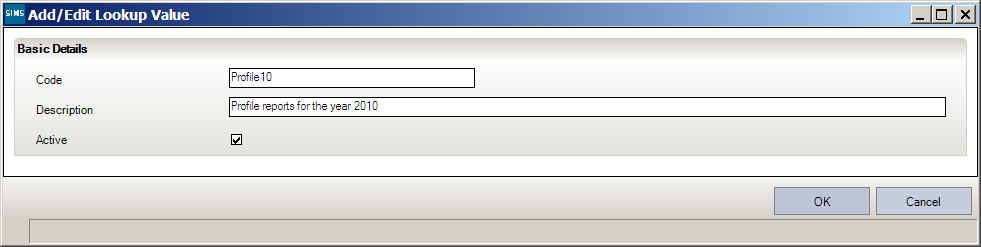 SIMS Add/Edit Lookup Value
Basic Details
Code Profile10
Description Profile reports for the year 2010
Active
OK Cancel